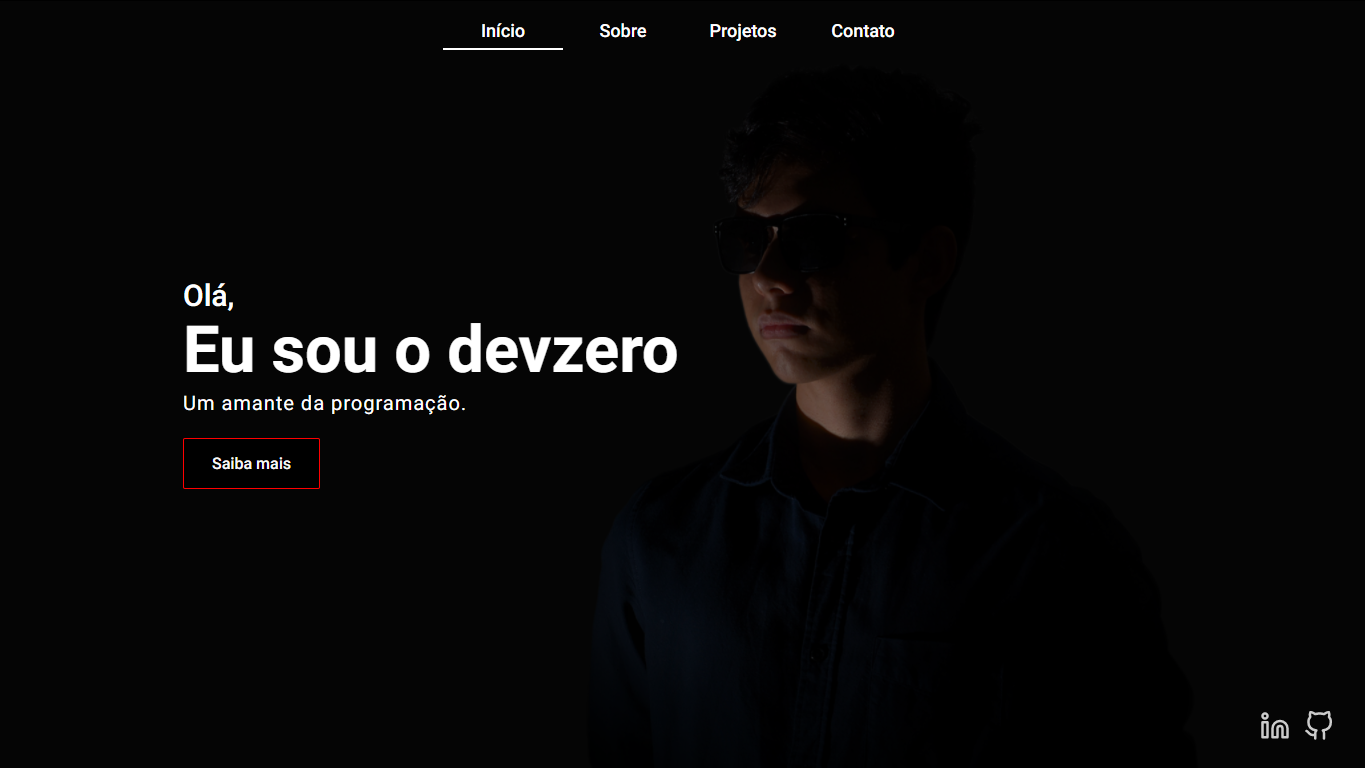 Início
Sobre
Projetos
Contato
Olá,
Eu sou o devzero
Um amante da programação.
Saiba mais
in